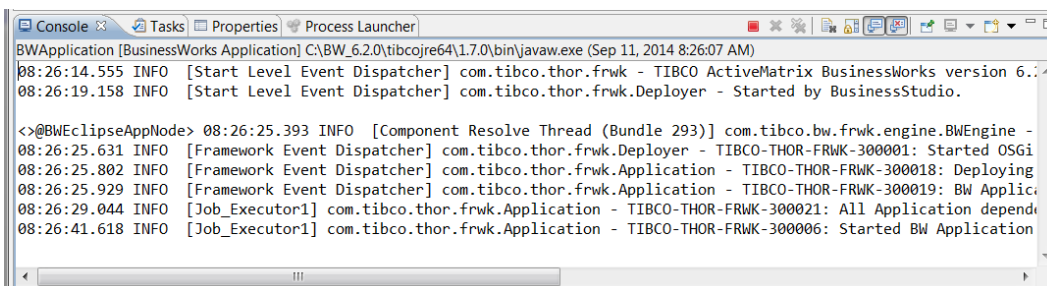 Console Tasks Properties Process Launcher
BWApplication [BusinessWorks Application] C:\BW_6.2.0\tibcojre64\1.7.0\bin\javaw.exe (Sep 11, 2014 8:26:07 AM)
08:26:14.555 INFO [Start Level Event Dispatcher] com.tibco.thor.frwk - TIBCO ActiveMatrix BusinessWorks version 6.
08:26:19.158 INFO [Start Level Event Dispatcher] com.tibco.thor.frwk.Deployer - Started by BusinessStudio.
<>@BWEclipseAppNode> 08:26:25.393 INFO [Component Resolve Thread (Bundle 293)] com.tibco.bw.frwk.engine.BWEngine -
08:26:25.631 INFO [Framework Event Dispatcher] com.tibco.thor.frwk.Deployer - TIBCO-THOR-FRWK-300001: Started OSGi
08:26:25.802 INFO [Framework Event Dispatcher] com.tibco.thor.frwk.Application - TIBCO-THOR-FRWK-300018: Deploying
08:26:25.929 INFO [Framework Event Dispatcher] com.tibco.thor.frwk.Application - TIBCO-THOR-FRWK-300019: BW Applic
08:26:29.044 INFO [Job_Executor1] com.tibco.thor.frwk.Application - TIBCO-THOR-FRWK-300021: All Application depend
08:26:41.618 INFO [Job_Executor1] com.tibco.thor.frwk.Application - TIBCO-THOR-FRWK-300006: Started BW Application